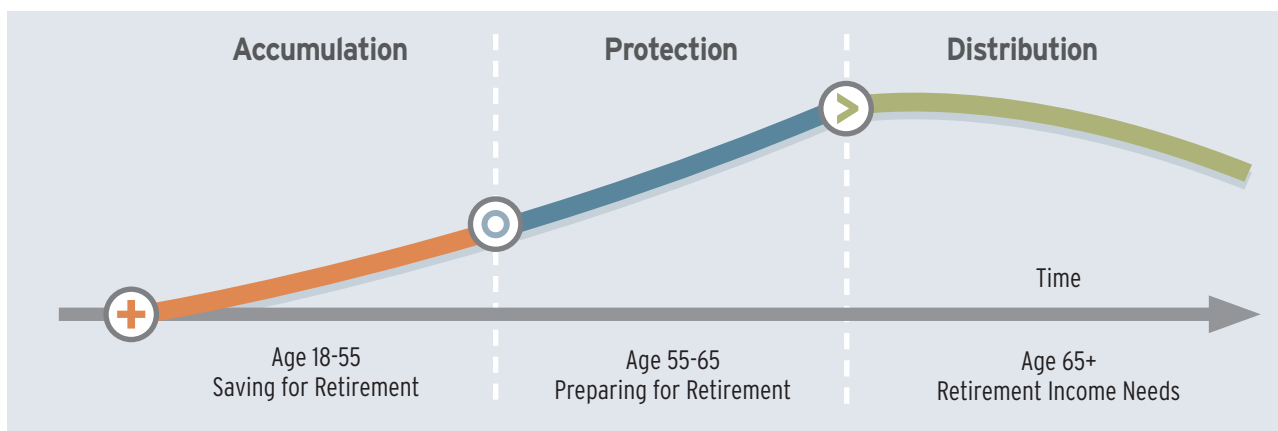 Accumulation
Protection
Distribution
Time
Age 18-55
Saving for Retirement
Age 55-65
Preparing for Retirement
Age 65+
Retirement Income Needs